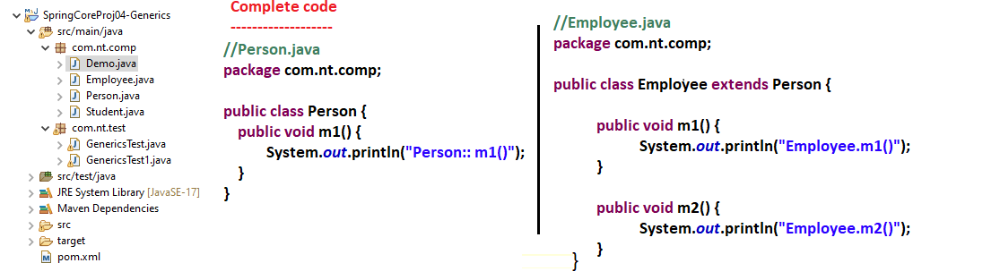 SpringCoreProj04-Generics
src/main/java
com.nt.comp
Demo.java
Employee.java
Person.java
Student.java
com.nt.test
GenericsTest.java
GenericsTest1.java
src/test/java
JRE System Library [JavaSE-17]
Maven Dependencies
src
target
pom.xml
Complete code
-------------------
//Person.java
package com.nt.comp;
public class Person {
public void m1() {
System.out.println("Person:: m1()");
}
}
//Employee.java
package com.nt.comp;
public class Employee extends Person {
public void m1() {
System.out.println("Employee.m1()");
}
public void m2() {
System.out.println("Employee.m2()");
}
}